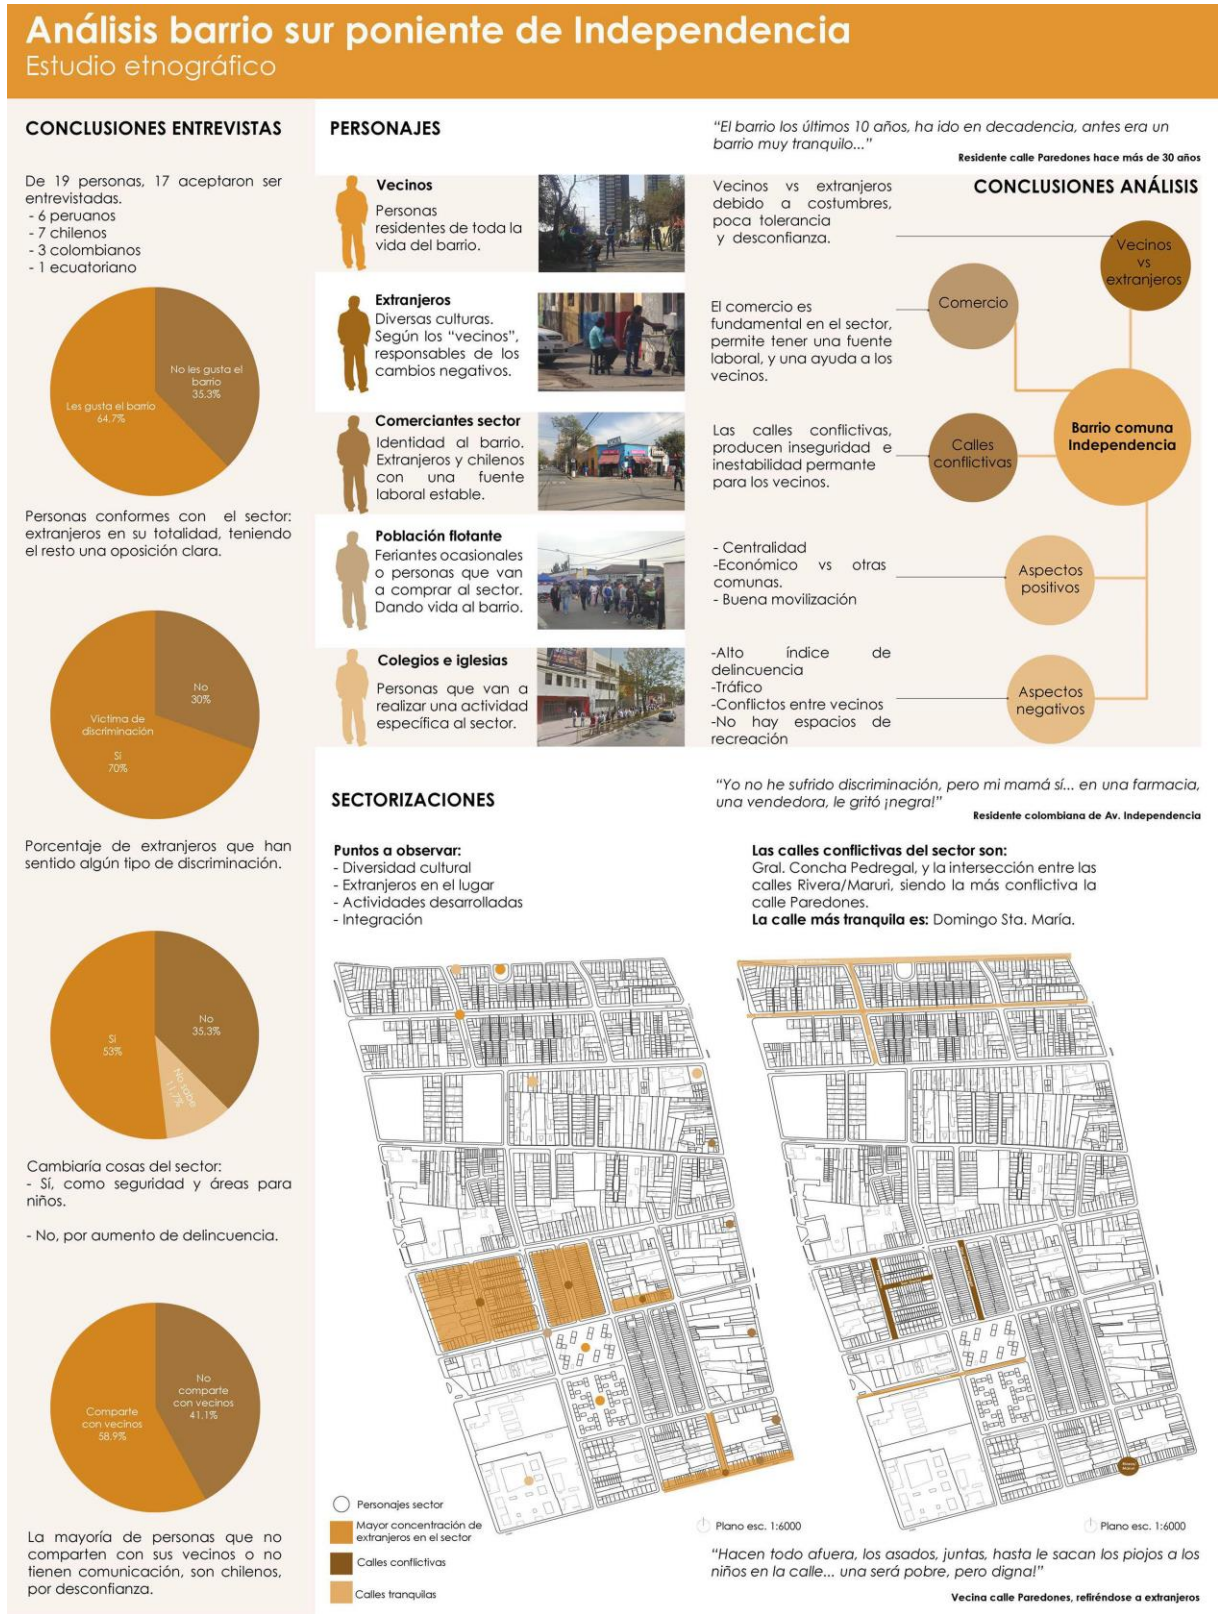 Análisis barrio sur poniente de Independencia
Estudio etnográfico
CONCLUSIONES ENTREVISTAS
De 19 personas, 17 aceptaron ser
entrevistadas.
- 6 peruanos
- 7 chilenos
- 3 colombianos
- 1 ecuatoriano
No les gusta el
barrio
35.3%
Les gusta el barrio
64.7%
Personas conformes con el sector:
extranjeros en su totalidad, teniendo
el resto una oposición clara.
No
30%
Victima de
discriminación
Sí
70%
Porcentaje de extranjeros que han
sentido algún tipo de discriminación.
No
35.3%
Sí
53%
No sabe
11.7%
Cambiaría cosas del sector:
- Sí, como seguridad y áreas para
niños.
- No, por aumento de delincuencia.
No
comparte
con vecinos
41.1%
Comparte
con vecinos
58.9%
La mayoría de personas que no
comparten con sus vecinos o no
tienen comunicación, son chilenos,
por desconfianza.
PERSONAJES
Vecinos
Personas
residentes de toda la
vida del barrio.
Extranjeros
Diversas culturas.
Según los "vecinos",
responsables de los
cambios negativos.
Comerciantes sector
Identidad al barrio.
Extranjeros y chilenos
con una fuente
laboral estable.
Población flotante
Feriantes ocasionales
o personas que van
a comprar al sector.
Dando vida al barrio.
Colegios e iglesias
Personas que van a
realizar una actividad
específica al sector.
"El barrio los últimos 10 años, ha ido en decadencia, antes era un
barrio muy tranquilo..."
Residente calle Paredones hace más de 30 años
CONCLUSIONES ANÁLISIS
Vecinos vs extranjeros
debido a costumbres,
poca tolerancia
y desconfianza.
Vecinos
vs
extranjeros
El comercio es
fundamental en el sector,
permite tener una fuente
laboral, y una ayuda a los
vecinos.
Comercio
Barrio comuna
Independencia
Las calles conflictivas,
producen inseguridad e
inestabilidad permante
para los vecinos.
Calles
conflictivas
- Centralidad
-Económico vs otras
comunas.
- Buena movilización
Aspectos
positivos
-Alto índice de
delincuencia
-Tráfico
-Conflictos entre vecinos
-No hay espacios de
recreación
Aspectos
negativos
"Yo no he sufrido discriminación, pero mi mamá sí... en una farmacia,
una vendedora, le gritó ¡negra!"
Residente colombiana de Av. Independencia
SECTORIZACIONES
Puntos a observar:
- Diversidad cultural
- Extranjeros en el lugar
- Actividades desarrolladas
- Integración
Las calles conflictivas del sector son:
Gral. Concha Pedregal, y la intersección entre las
calles Rivera/Maruri, siendo la más conflictiva la
calle Paredones.
La calle más tranquila es: Domingo Sta. María.
Personajes sector
Mayor concentración de
extranjeros en el sector
Calles conflictivas
Calles tranquilas
Plano esc. 1:6000
Plano esc. 1:6000
"Hacen todo afuera, los asados, juntas, hasta le sacan los piojos a los
niños en la calle... una será pobre, pero digna!"
Vecina calle Paredones, refiréndose a extranjeros